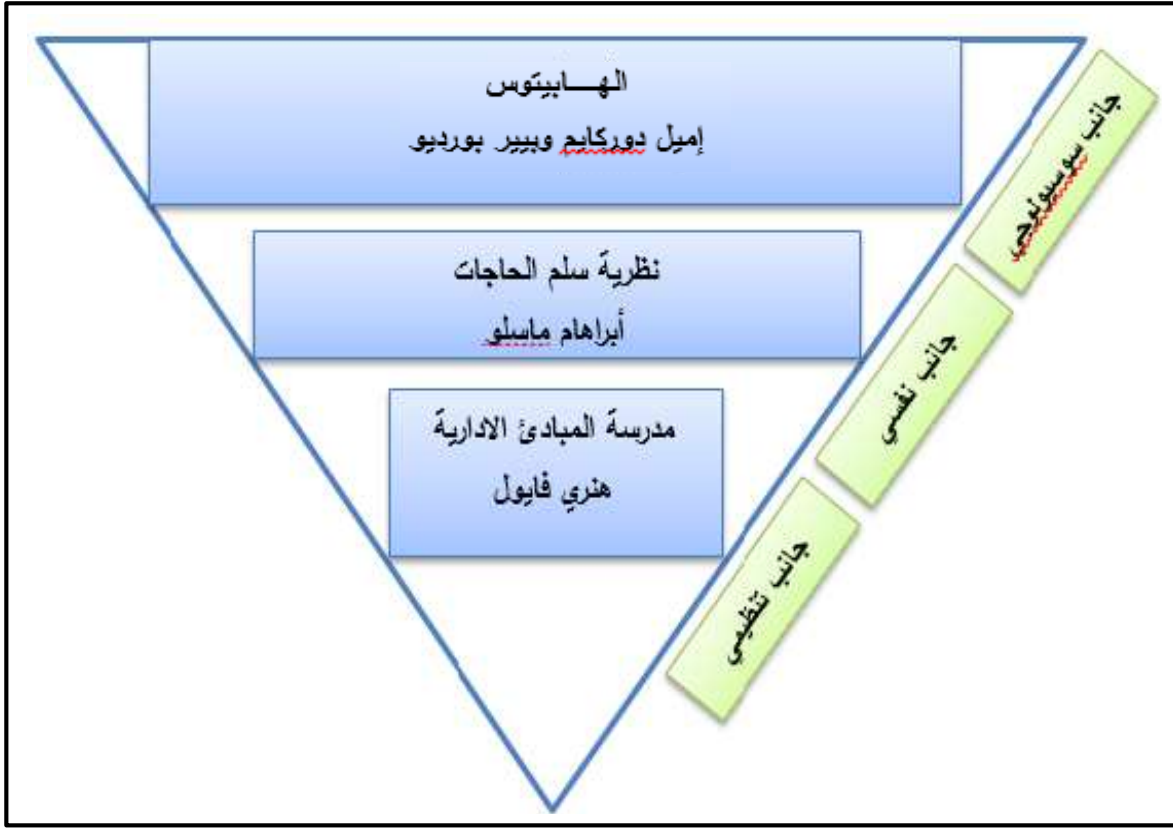 الهـــابيتوس
إميل دوركايم وبيير بورديو
نظرية سلم الحاجات
أبراهام ماسلو
مدرسة المبادئ الادارية
هنري فايول
جانب سوسيولوجي
جانب نفسي
جانب تنظيمي